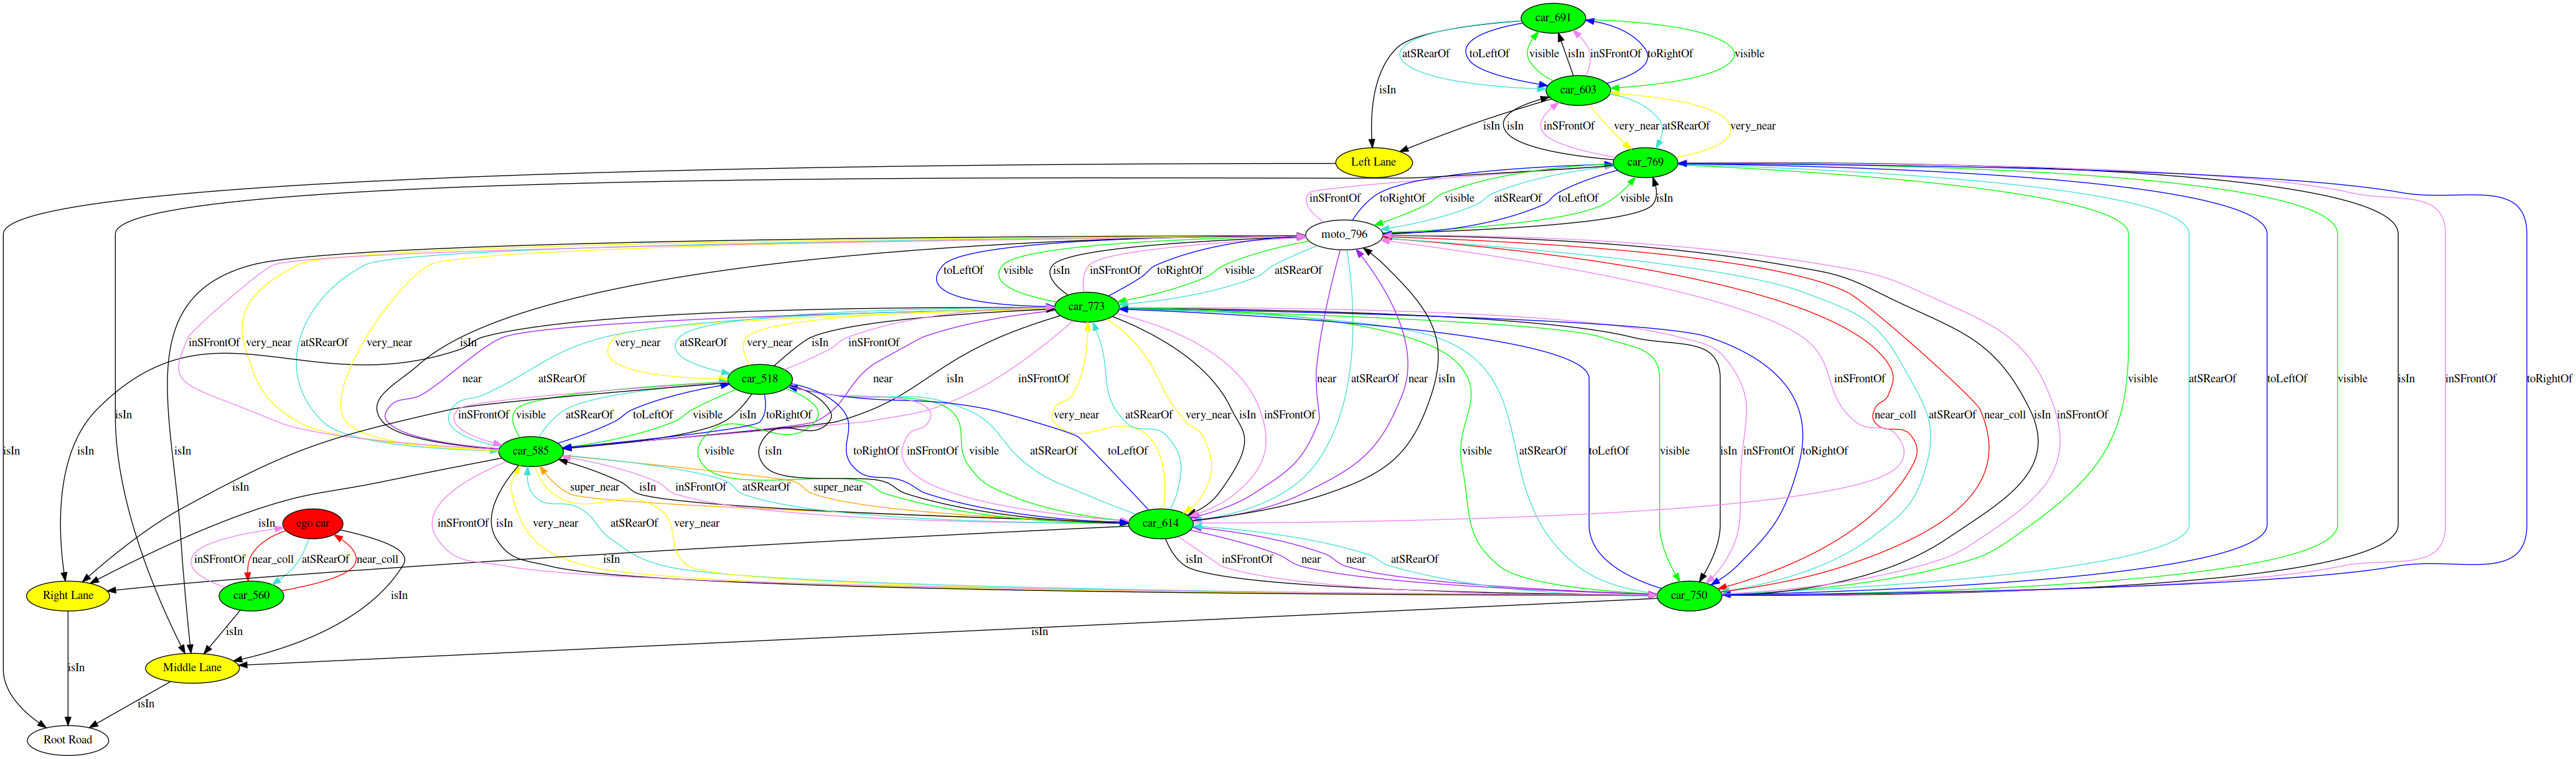 car_691
atSRearOf toLeftOf visible isIn inSFrontOf toRightOf visible
isIn car_603
isIn isIn inSFrontOf very_near atSRearOf very_near
Left Lane car_769
inSFrontOf toRightOf visible atSRearOf toLeftOf visible isIn
moto_796
toLeftOf visible isIn inSFrontOf toRightOf visible atSRearOf
car_773
inSFrontOf very_near atSRearOf very_near isIn very_near atSRearOf very_near isIn inSFrontOf
near atSRearOf car_518 near isIn inSFrontOf near atSRearOf near isIn inSFrontOf visible atSRearOf toLeftOf visible isIn inSFrontOf toRightOf
isIn inSFrontOf visible atSRearOf toLeftOf visible isIn toRightOf very_near atSRearOf very_near isIn inSFrontOf near_coll atSRearOf near_coll isIn inSFrontOf
isIn isIn isIn car_585 visible isIn toRightOf inSFrontOf visible atSRearOf toLeftOf visible atSRearOf toLeftOf visible isIn inSFrontOf toRightOf
isIn super_near isIn inSFrontOf atSRearOf super_near
isIn ego car inSFrontOf isIn very_near atSRearOf very_near car_614
inSFrontOf near_coll atSRearOf near_coll isIn isIn inSFrontOf near near atSRearOf
Right Lane car_560 isIn car_750
isIn isIn
isIn Middle Lane
isIn
Root Road